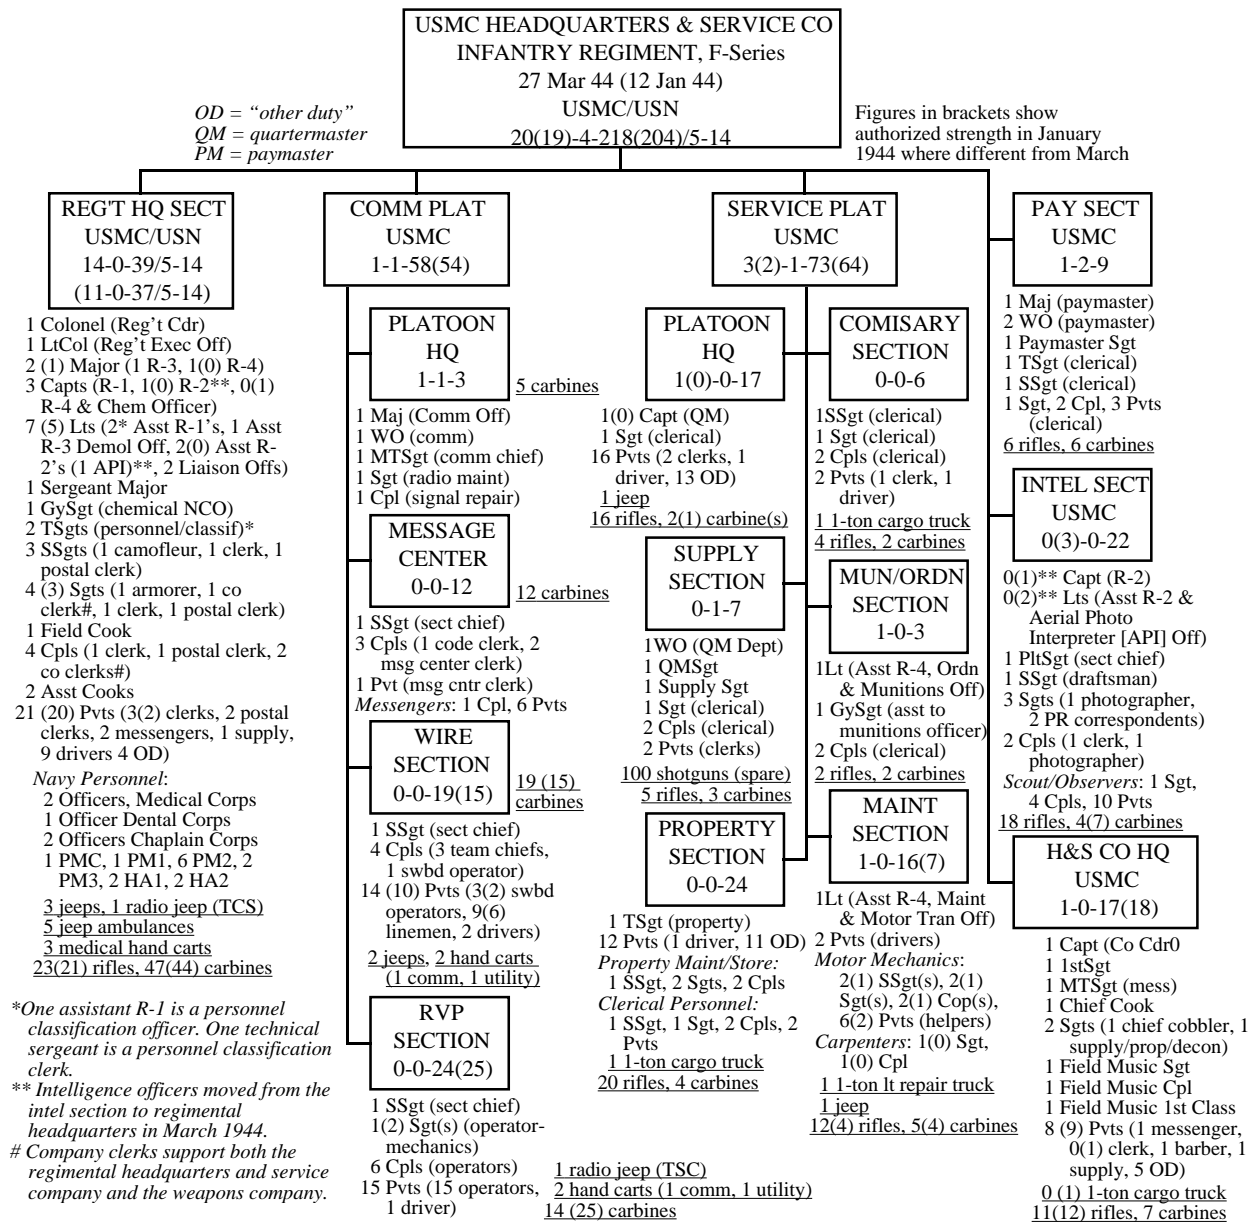 USMC HEADQUARTERS & SERVICE CO
INFANTRY REGIMENT, F-Series
27 Mar 44 (12 Jan 44)
USMC/USN
20(19)-4-218(204)/5-14
OD = “other duty”
QM = quartermaster
PM = paymaster
Figures in brackets show
authorized strength in January
1944 where different from March
REG'T HQ SECT
USMC/USN
14-0-39/5-14
(11-0-37/5-14)
1 Colonel (Reg't Cdr)
1 LtCol (Reg't Exec Off)
2 (1) Major (1 R-3, 1(0) R-4)
3 Capts (R-1, 1(0) R-2**, 0(1)
R-4 & Chem Officer)
7 (5) Lts (2* Asst R-1's, 1 Asst
R-3 Demol Off, 2(0) Asst R-
2's (1 API)**, 2 Liaison Offs)
1 Sergeant Major
1 GySgt (chemical NCO)
2 TSgts (personnel/classif)*
3 SSgts (1 camofleur, 1 clerk, 1
postal clerk)
4 (3) Sgts (1 armorer, 1 co
clerk#, 1 clerk, 1 postal clerk)
1 Field Cook
4 Cpls (1 clerk, 1 postal clerk, 2
co clerks#)
2 Asst Cooks
21 (20) Pvts (3(2) clerks, 2 postal
clerks, 2 messengers, 1 supply,
9 drivers 4 OD)
Navy Personnel:
2 Officers, Medical Corps
1 Officer Dental Corps
2 Officers Chaplain Corps
1 PMC, 1 PM1, 6 PM2, 2
PM3, 2 HA1, 2 HA2
3 jeeps, 1 radio jeep (TCS)
5 jeep ambulances
3 medical hand carts
23(21) rifles, 47(44) carbines
*One assistant R-1 is a personnel
classification officer. One technical
sergeant is a personnel classification
clerk.
** Intelligence officers moved from the
intel section to regimental
headquarters in March 1944.
# Company clerks support both the
regimental headquarters and service
company and the weapons company.
COMM PLAT
USMC
1-1-58(54)
PLATOON
HQ
1-1-3
5 carbines
1 Maj (Comm Off)
1 WO (comm)
1 MTSgt (comm chief)
1 Sgt (radio maint)
1 Cpl (signal repair)
MESSAGE
CENTER
0-0-12
12 carbines
1 SSgt (sect chief)
3 Cpls (1 code clerk, 2
msg center clerk)
1 Pvt (msg cntr clerk)
Messengers: 1 Cpl, 6 Pvts
WIRE
SECTION
0-0-19(15)
19 (15)
carbines
1 SSgt (sect chief)
4 Cpls (3 team chiefs,
1 swbd operator)
14 (10) Pvts (3(2) swbd
operators, 9(6)
linemen, 2 drivers)
2 jeeps, 2 hand carts
(1 comm, 1 utility)
RVP
SECTION
0-0-24(25)
1 SSgt (sect chief)
1(2) Sgt(s) (operator-
mechanics)
6 Cpls (operators)
15 Pvts (15 operators,
1 driver)
1 radio jeep (TSC)
2 hand carts (1 comm, 1 utility)
14 (25) carbines
SERVICE PLAT
USMC
3(2)-1-73(64)
PLATOON
HQ
1(0)-0-17
1(0) Capt (QM)
1 Sgt (clerical)
16 Pvts (2 clerks, 1
driver, 13 OD)
1 jeep
16 rifles, 2(1) carbine(s)
SUPPLY
SECTION
0-1-7
1WO (QM Dept)
1 QMSgt
1 Supply Sgt
1 Sgt (clerical)
2 Cpls (clerical)
2 Pvts (clerks)
100 shotguns (spare)
5 rifles, 3 carbines
PROPERTY
SECTION
0-0-24
1 TSgt (property)
12 Pvts (1 driver, 11 OD)
Property Maint/Store:
1 SSgt, 2 Sgts, 2 Cpls
Clerical Personnel:
1 SSgt, 1 Sgt, 2 Cpls, 2
Pvts
1 1-ton cargo truck
20 rifles, 4 carbines
COMISARY
SECTION
0-0-6
1SSgt (clerical)
1 Sgt (clerical)
2 Cpls (clerical)
2 Pvts (1 clerk, 1
driver)
1 1-ton cargo truck
4 rifles, 2 carbines
MUN/ORDN
SECTION
1-0-3
1Lt (Asst R-4, Ordn
& Munitions Off)
1 GySgt (asst to
munitions officer)
2 Cpls (clerical)
2 rifles, 2 carbines
MAINT
SECTION
1-0-16(7)
1Lt (Asst R-4, Maint
& Motor Tran Off)
2 Pvts (drivers)
Motor Mechanics:
2(1) SSgt(s), 2(1)
Sgt(s), 2(1) Cop(s),
6(2) Pvts (helpers)
Carpenters: 1(0) Sgt,
1(0) Cpl
1 1-ton lt repair truck
1 jeep
12(4) rifles, 5(4) carbines
PAY SECT
USMC
1-2-9
1 Maj (paymaster)
2 WO (paymaster)
1 Paymaster Sgt
1 TSgt (clerical)
1 SSgt (clerical)
1 Sgt, 2 Cpl, 3 Pvts
(clerical)
6 rifles, 6 carbines
INTEL SECT
USMC
0(3)-0-22
0(1)** Capt (R-2)
0(2)** Lts (Asst R-2 &
Aerial Photo
Interpreter [API] Off)
1 PltSgt (sect chief)
1 SSgt (draftsman)
3 Sgts (1 photographer,
2 PR correspondents)
2 Cpls (1 clerk, 1
photographer)
Scout/Observers: 1 Sgt,
4 Cpls, 10 Pvts
18 rifles, 4(7) carbines
H&S CO HQ
USMC
1-0-17(18)
1 Capt (Co Cdr0
1 1stSgt
1 MTSgt (mess)
1 Chief Cook
2 Sgts (1 chief cobbler, 1
supply/prop/decon)
1 Field Music Sgt
1 Field Music Cpl
1 Field Music 1st Class
8 (9) Pvts (1 messenger,
0(1) clerk, 1 barber, 1
supply, 5 OD)
0 (1) 1-ton cargo truck
11(12) rifles, 7 carbines